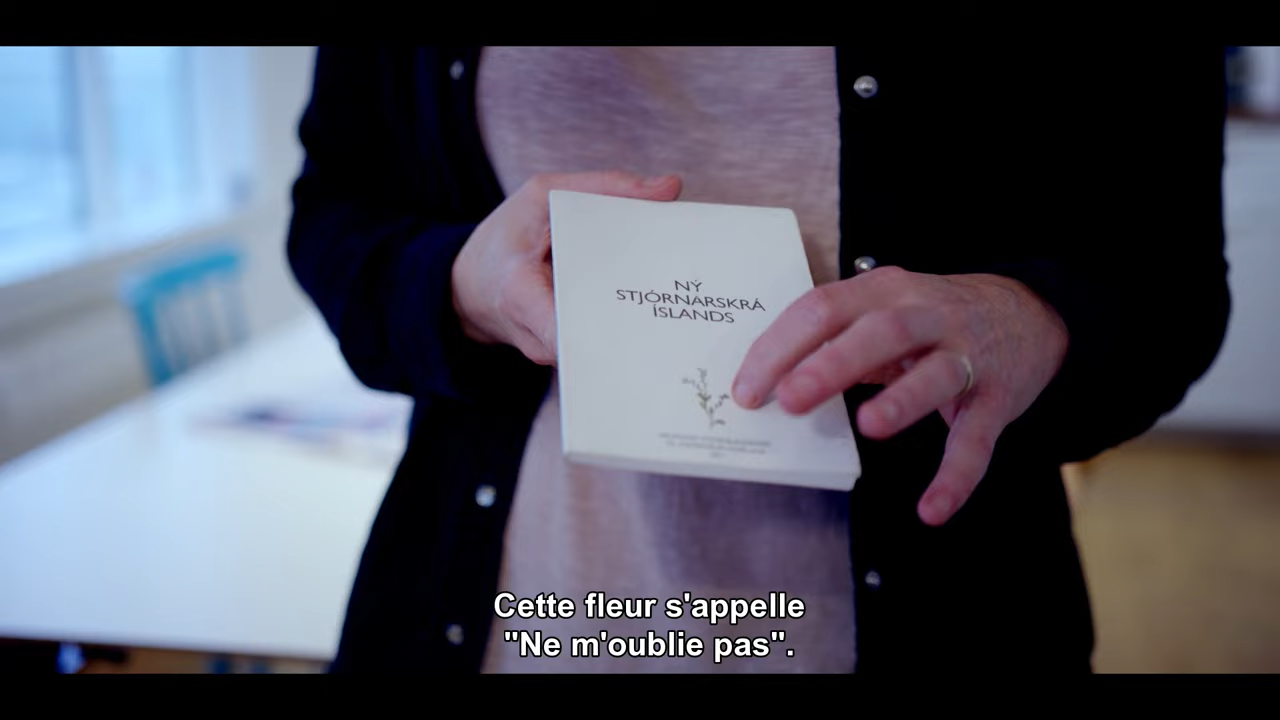 NÝ
STJÓRNARSKRÁ
ÍSLANDS
Cette fleur s'appelle
"Ne m'oublie pas".